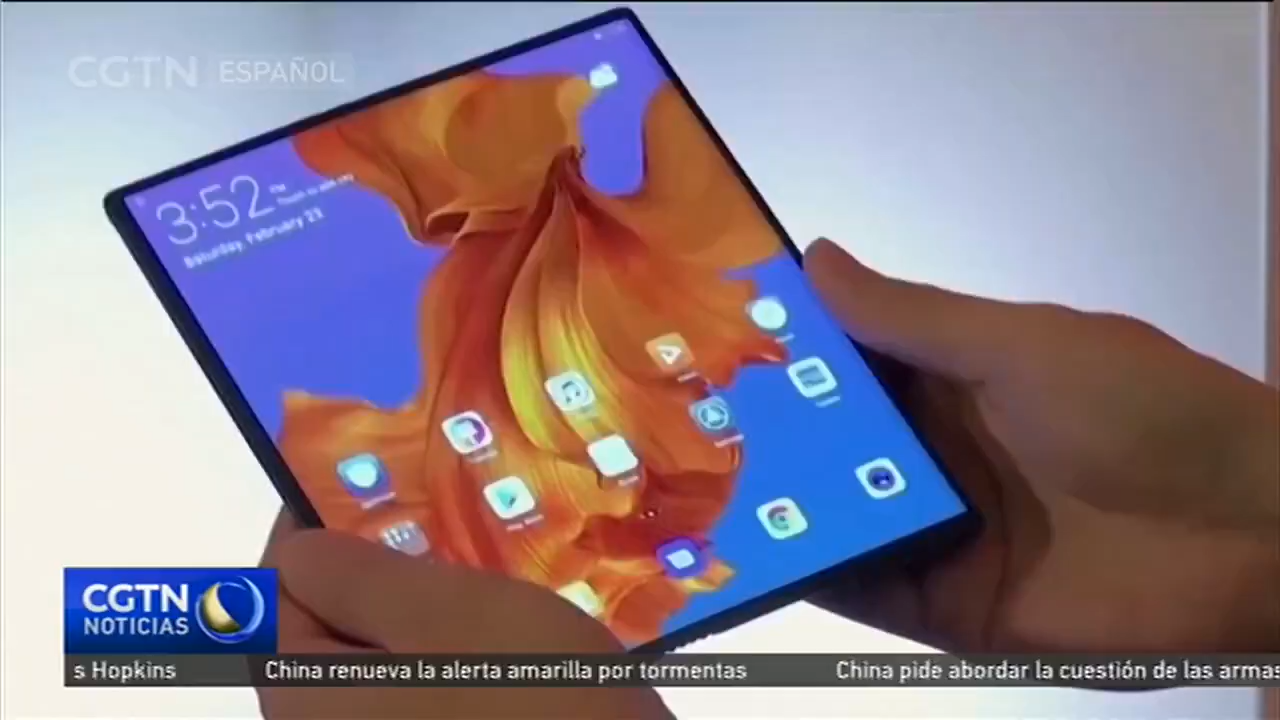 CGTN ESPAÑOL
3:52 PM
Saturday, February 23
CGTN
NOTICIAS
s Hopkins China renueva la alerta amarilla por tormentas China pide abordar la cuestión de las armas